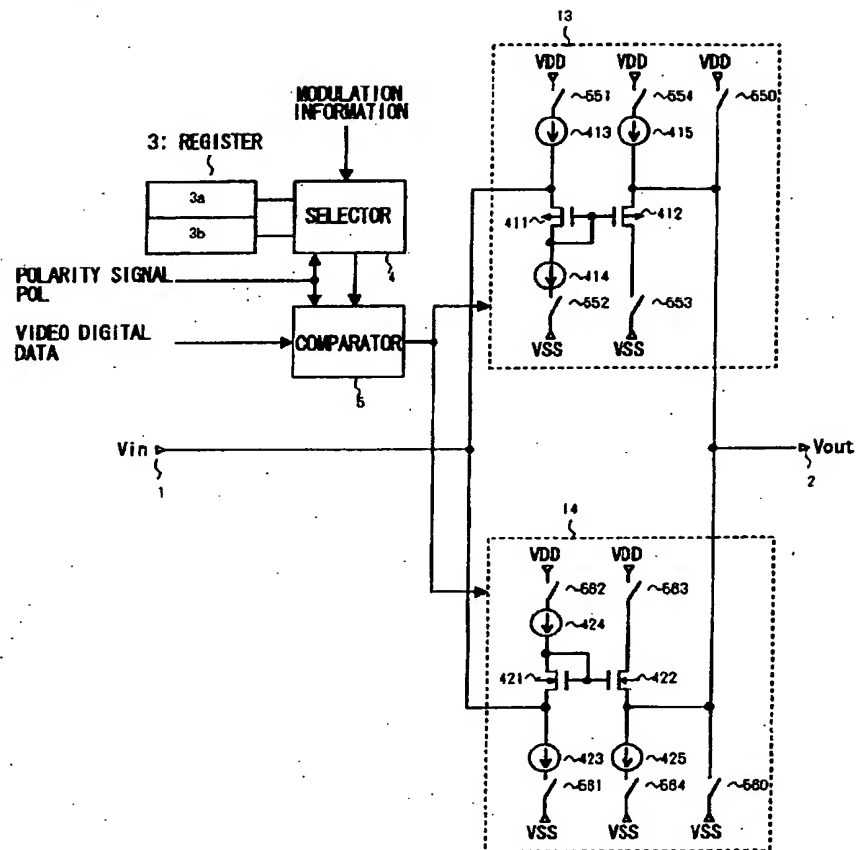 13
VDD VDD VDD
~551 ~554 ~550
MODULATION
INFORMATION
~413 ~415
3: REGISTER
3a
3b
SELECTOR
411~ ~412
4
POLARITY SIGNAL
POL
~414
~552 ~553
VIDEO DIGITAL
DATA
COMPARATOR
VSS VSS
5
Vin
1
Vout
2
14
VDD VDD
~562 ~563
~424
421~ ~422
~423 ~425
~561 ~564 ~560
VSS VSS VSS